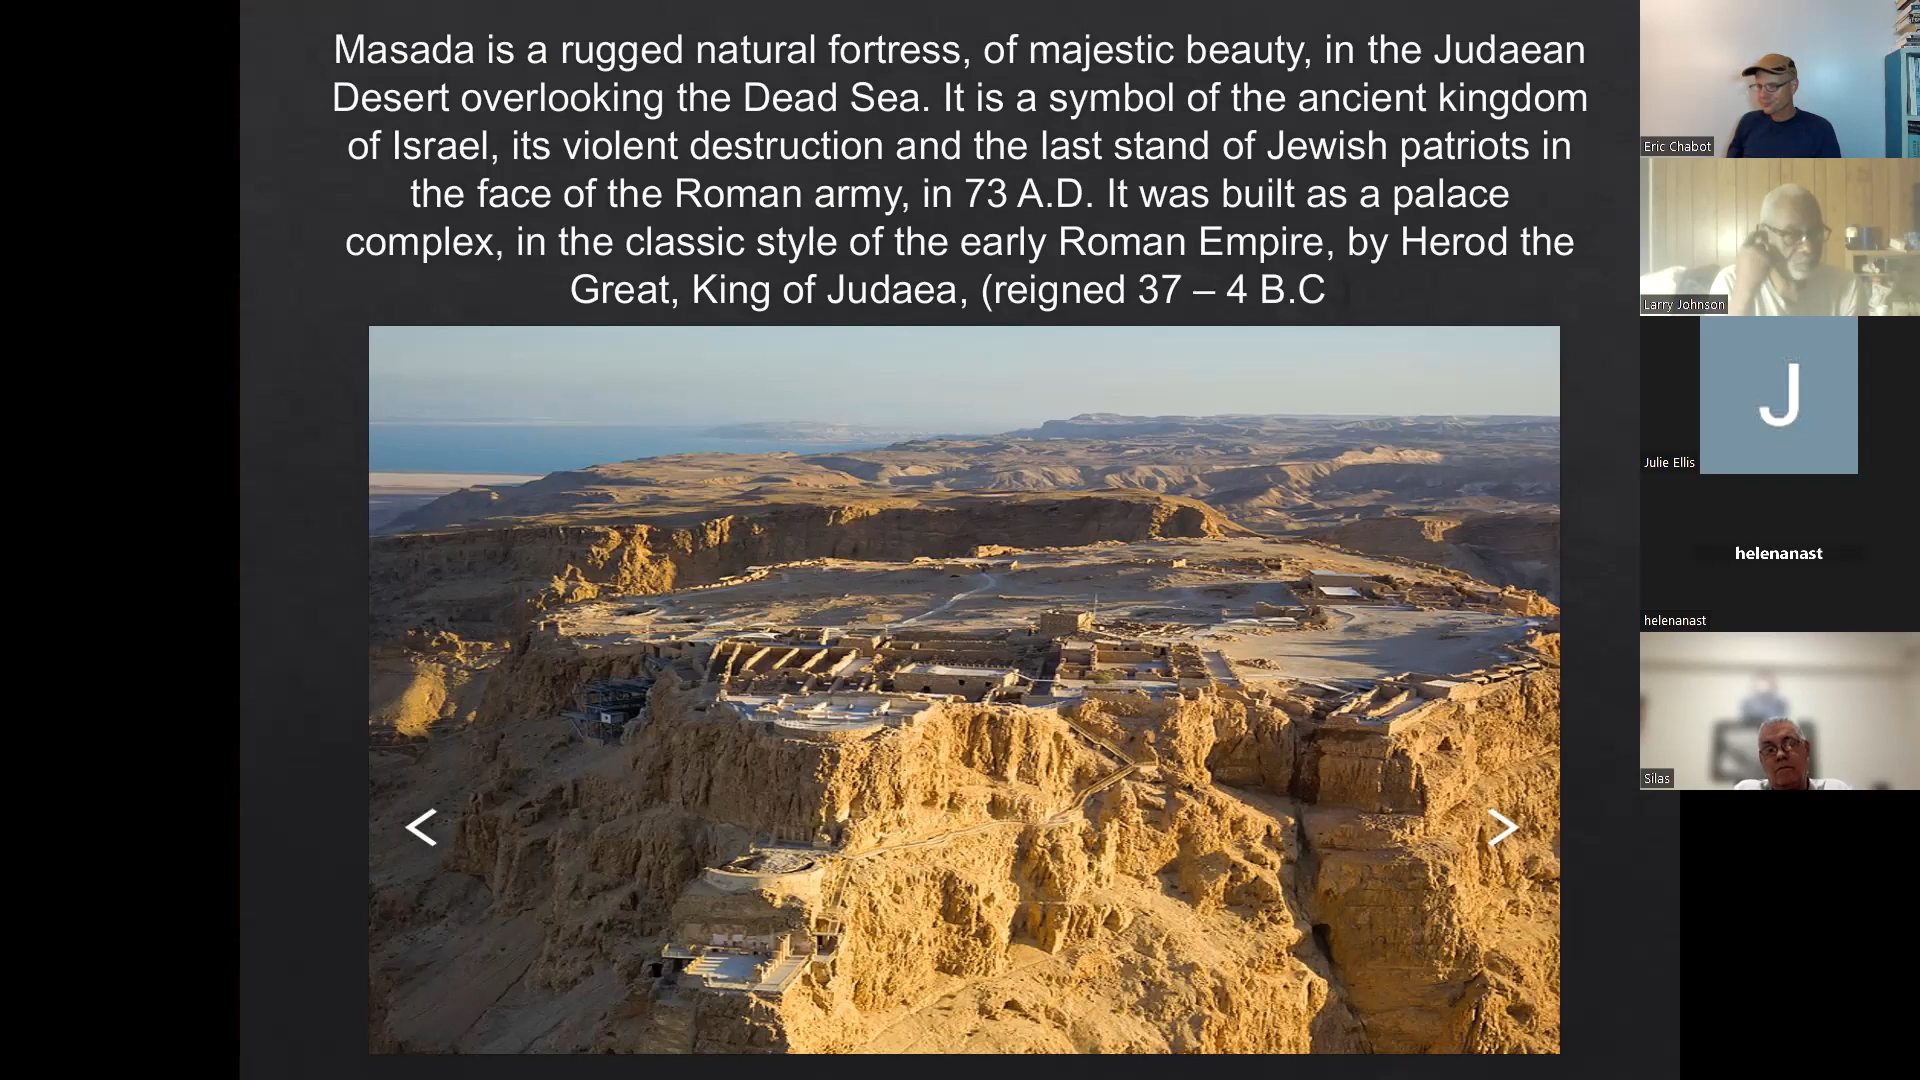 Masada is a rugged natural fortress, of majestic beauty, in the Judaean
Desert overlooking the Dead Sea. It is a symbol of the ancient kingdom
of Israel, its violent destruction and the last stand of Jewish patriots in
the face of the Roman army, in 73 A.D. It was built as a palace
complex, in the classic style of the early Roman Empire, by Herod the
Great, King of Judaea, (reigned 37 – 4 B.C
Eric Chabot
Larry Johnson
J
Julie Ellis
helenanast
helenanast
Silas